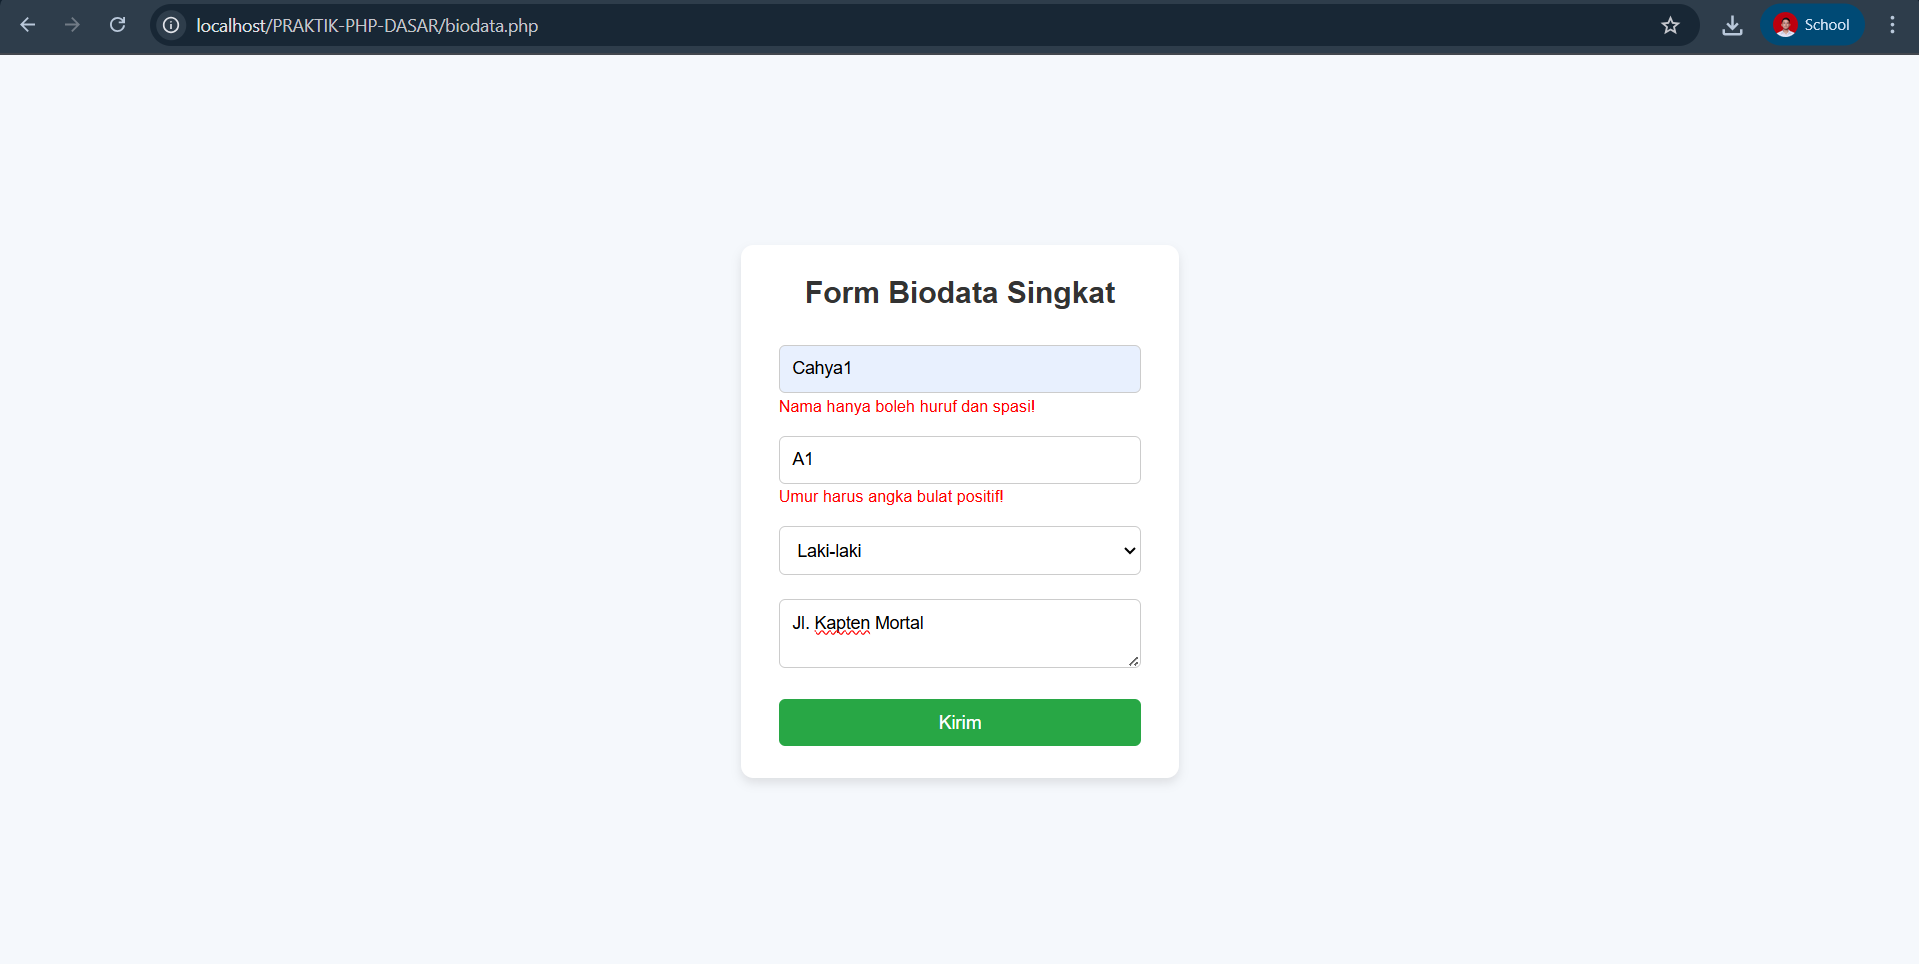 localhost/PRAKTIK-PHP-DASAR/biodata.php
School
Form Biodata Singkat
Cahya1
Nama hanya boleh huruf dan spasi!
A1
Umur harus angka bulat positif!
Laki-laki
Jl. Kapten Mortal
Kirim